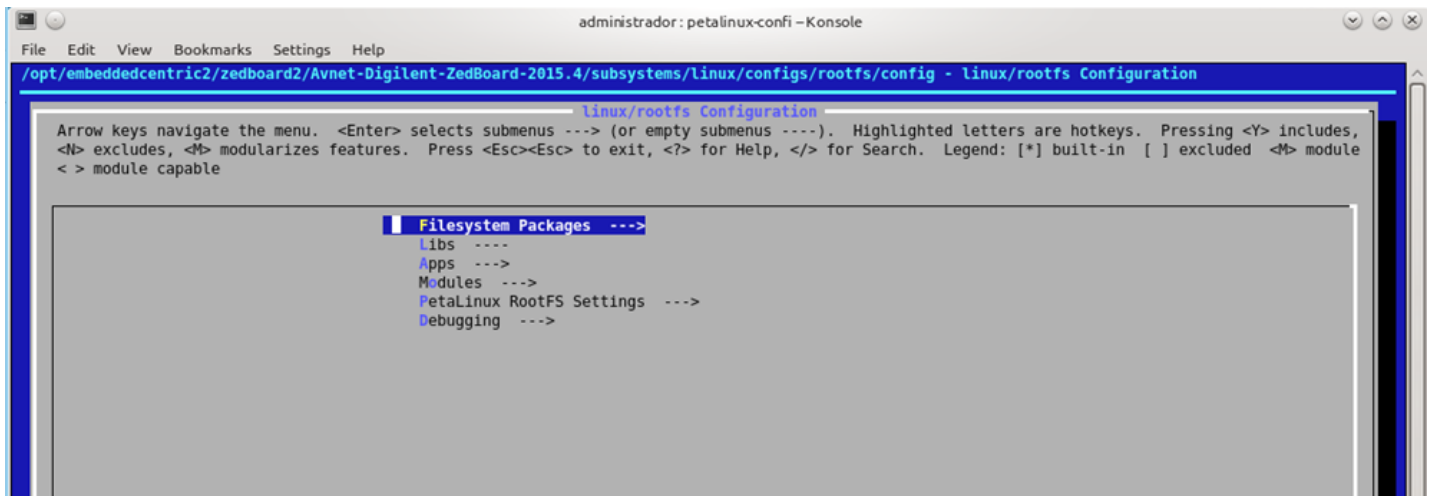 administrador : petalinux-confi – Konsole
File Edit View Bookmarks Settings Help
/opt/embeddedcentric2/zedboard2/Avnet-Digilent-ZedBoard-2015.4/subsystems/linux/configs/rootfs/config - linux/rootfs Configuration
linux/rootfs Configuration
Arrow keys navigate the menu. <Enter> selects submenus ---> (or empty submenus ----). Highlighted letters are hotkeys. Pressing <Y> includes,
<N> excludes, <M> modularizes features. Press <Esc><Esc> to exit, <?> for Help, </> for Search. Legend: [*] built-in [ ] excluded <M> module
< > module capable
Filesystem Packages --->
Libs ----
Apps --->
Modules --->
PetaLinux RootFS Settings --->
Debugging --->